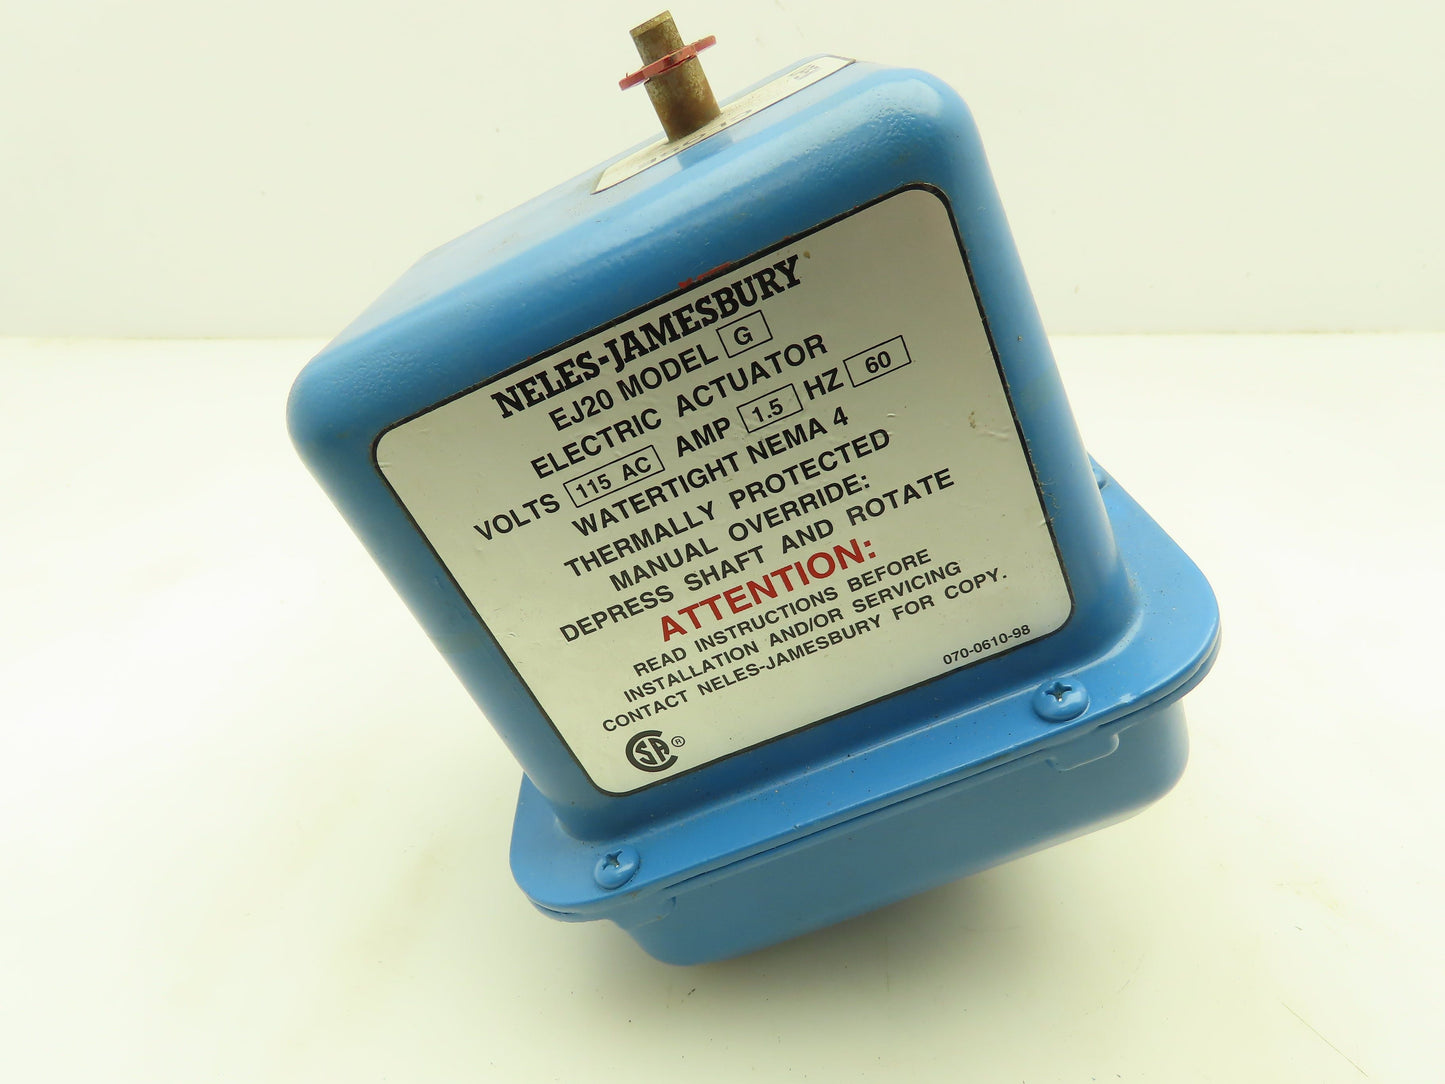 NELES-JAMESBURY
EJ20 MODEL G
ELECTRIC ACTUATOR
VOLTS 115 AC AMP 1.5 HZ 60
WATERTIGHT NEMA 4
THERMALLY PROTECTED
MANUAL OVERRIDE:
DEPRESS SHAFT AND ROTATE
ATTENTION:
READ INSTRUCTIONS BEFORE
INSTALLATION AND/OR SERVICING
CONTACT NELES-JAMESBURY FOR COPY.
070-0610-98
CSA ®